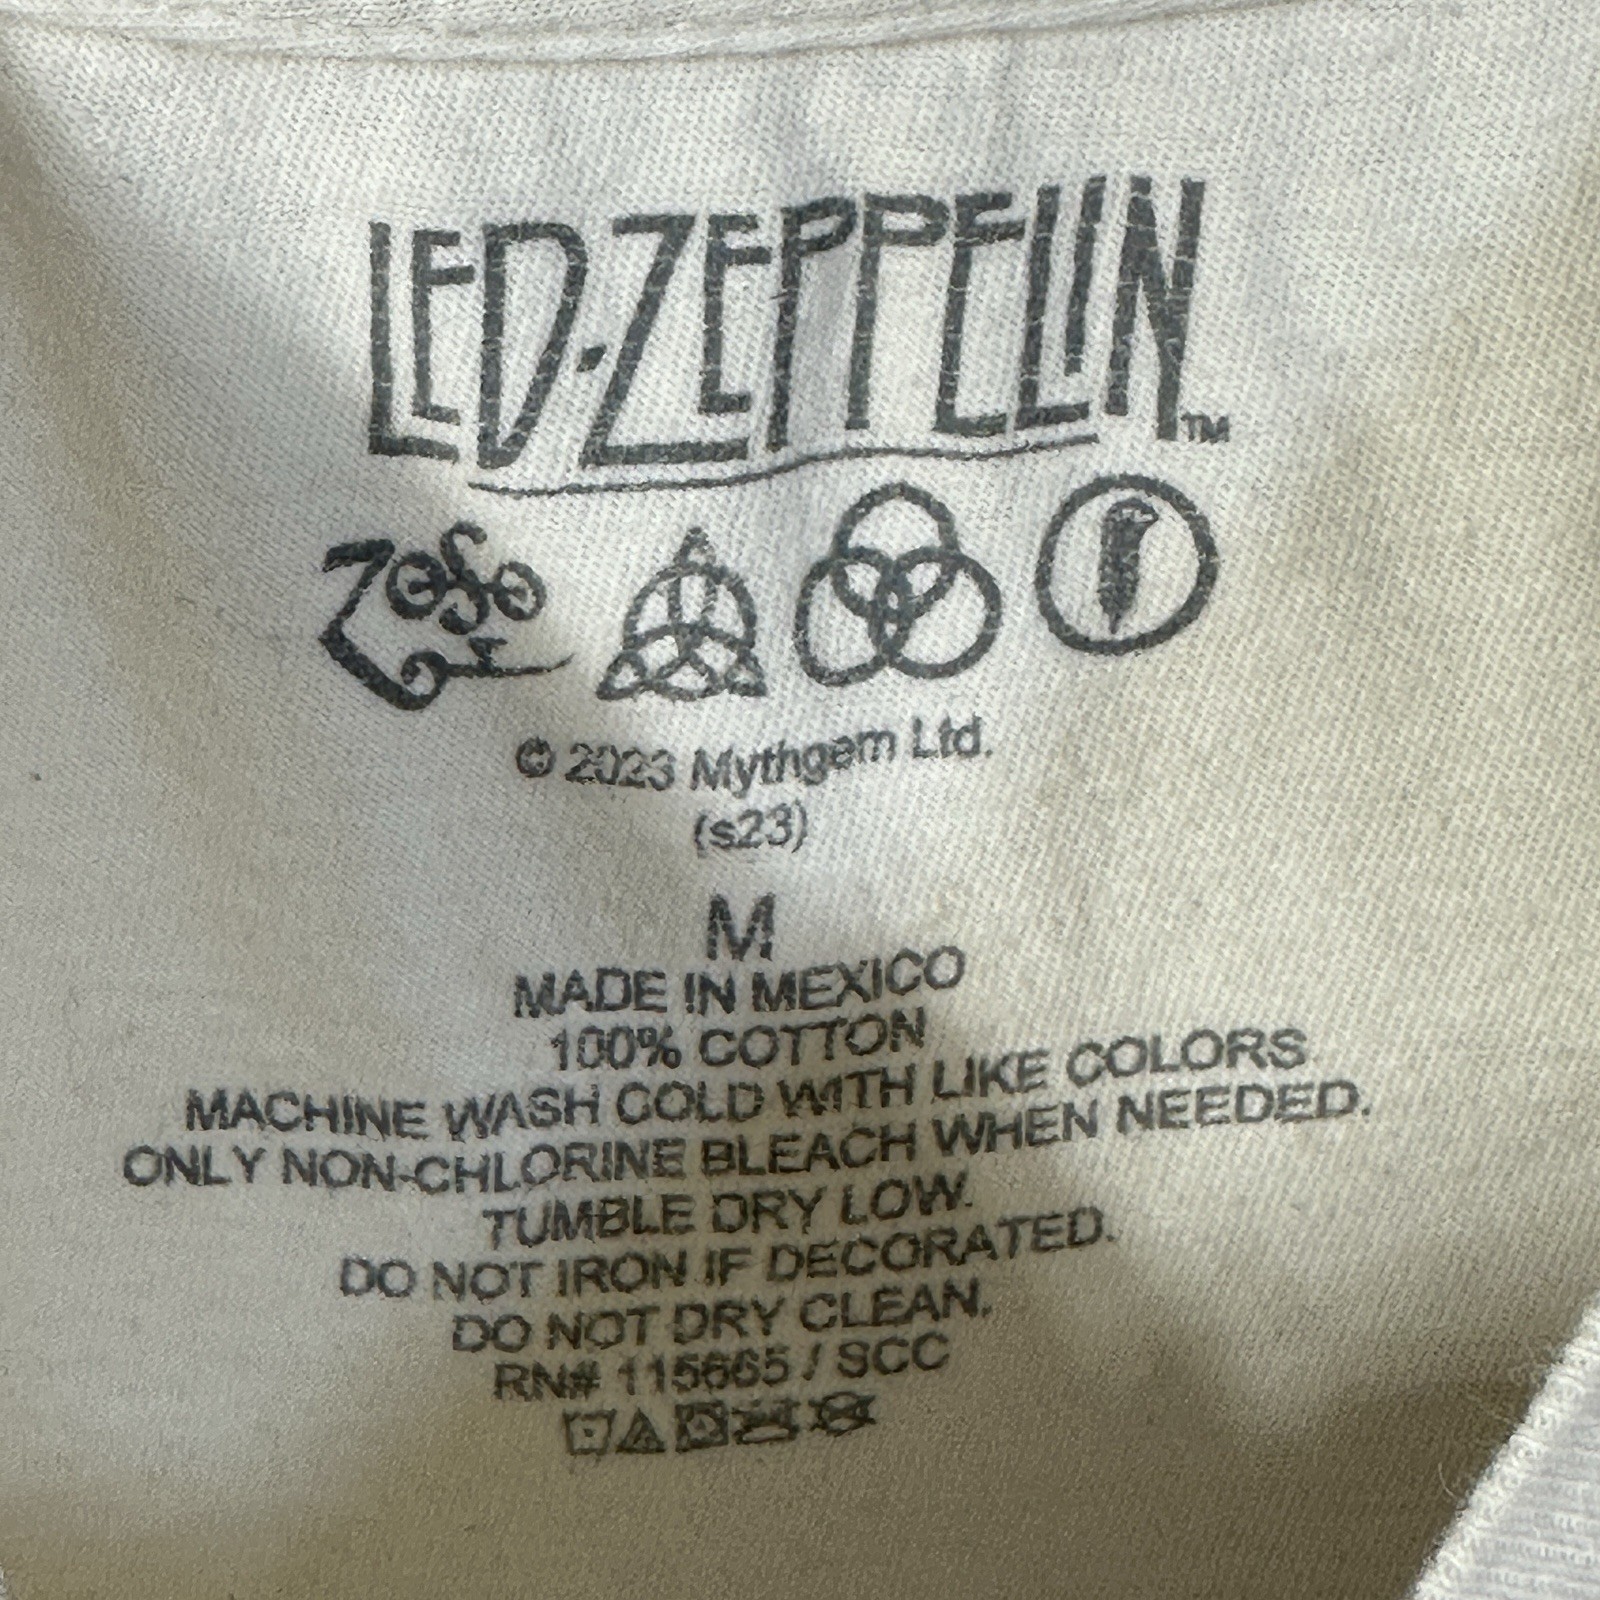 LED·ZEPPELIN™
ZOSO
© 2023 Mythgem Ltd.
(s23)
M
MADE IN MEXICO
100% COTTON
MACHINE WASH COLD WITH LIKE COLORS
ONLY NON-CHLORINE BLEACH WHEN NEEDED.
TUMBLE DRY LOW.
DO NOT IRON IF DECORATED.
DO NOT DRY CLEAN.
RN# 115665 / SCC